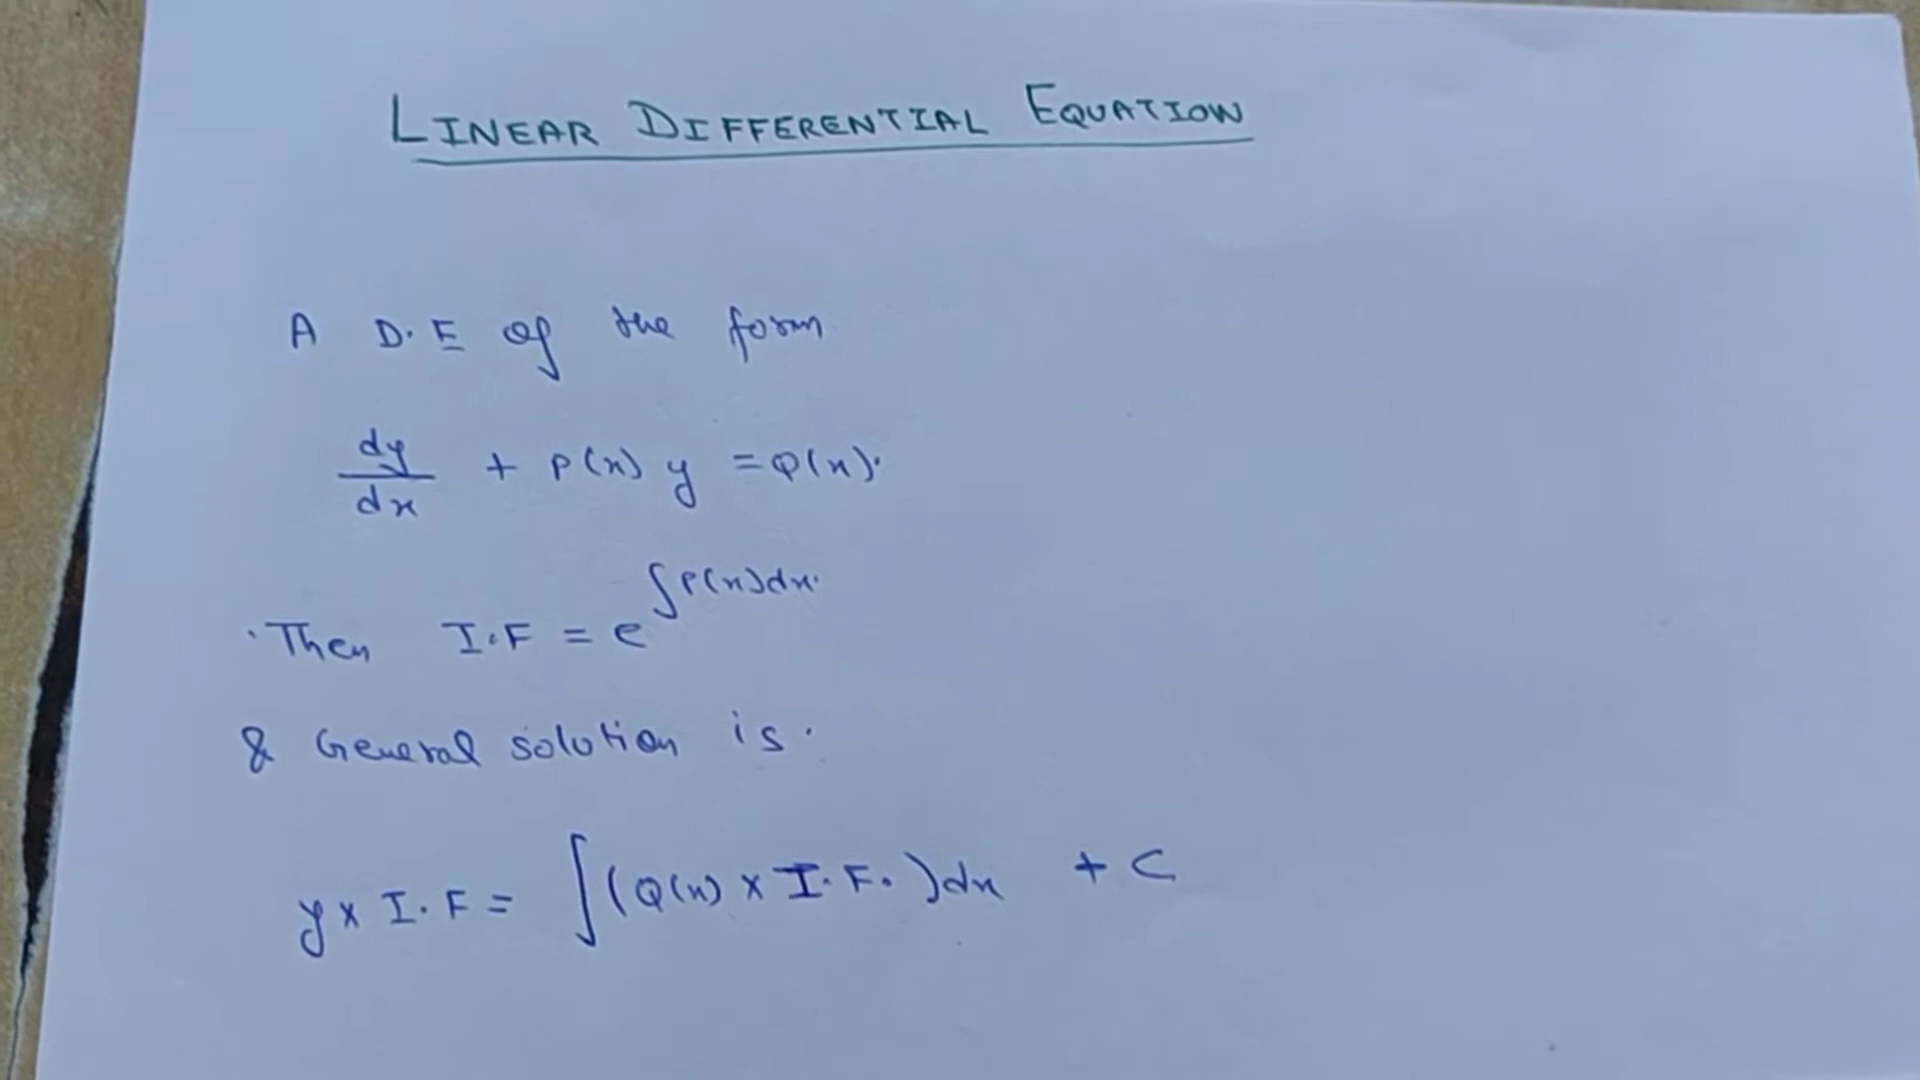 LINEAR DIFFERENTIAL EQUATION
A D.E of the form
dy/dx + P(x) y = Q(x).
Then I.F = e^∫P(x)dx.
& General solution is.
y x I.F = ∫(Q(x) x I.F.)dx + C